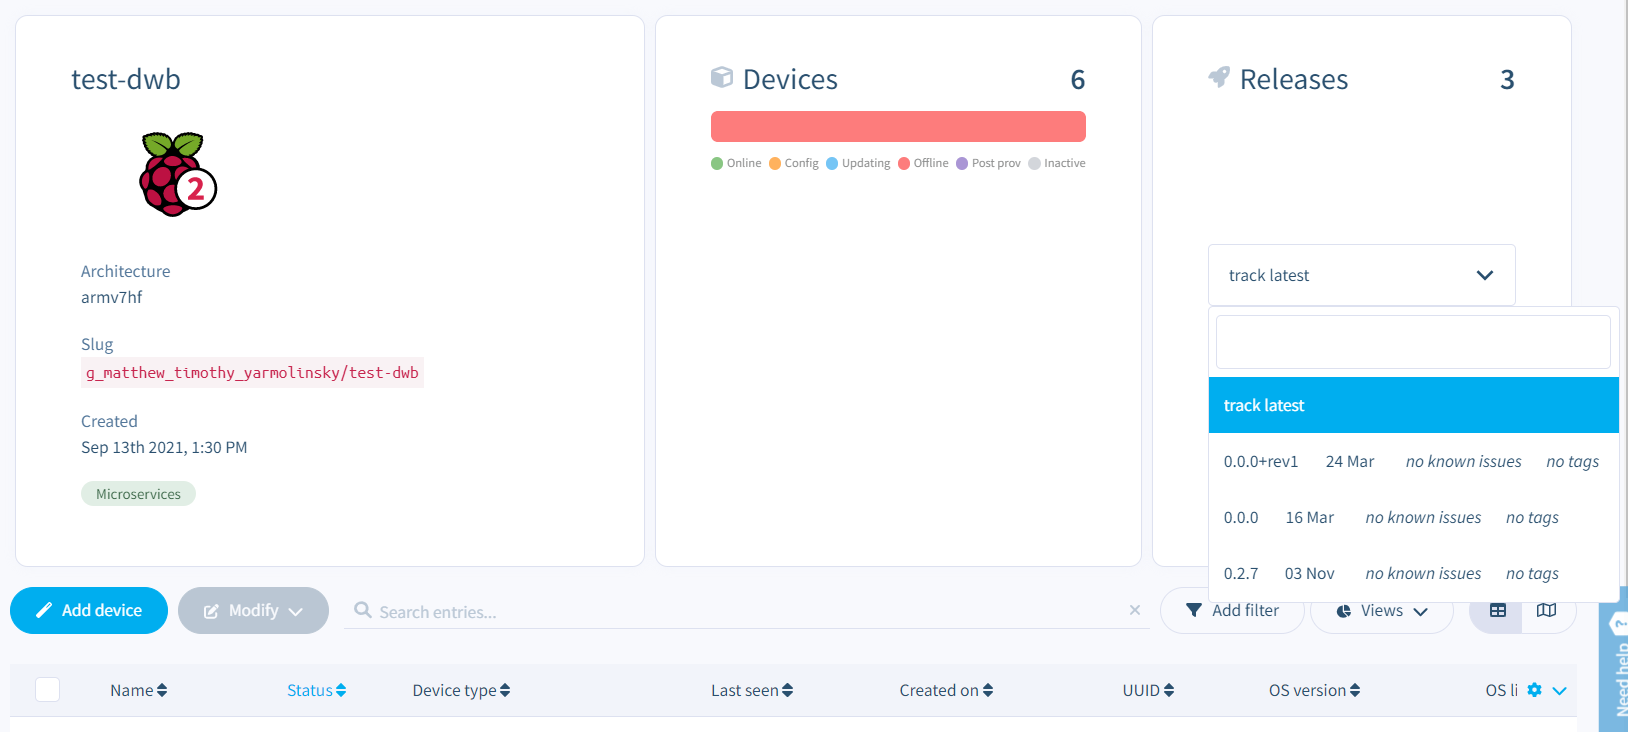 test-dwb
2
Architecture
armv7hf
Slug
g_matthew_timothy_yarmolinsky/test-dwb
Created
Sep 13th 2021, 1:30 PM
Microservices
Devices 6
Online Config Updating Offline Post prov Inactive
Releases 3
track latest
track latest
0.0.0+rev1 24 Mar no known issues no tags
0.0.0 16 Mar no known issues no tags
0.2.7 03 Nov no known issues no tags
Add device Modify Search entries... × Add filter Views
Need help
Name Status Device type Last seen Created on UUID OS version OS li